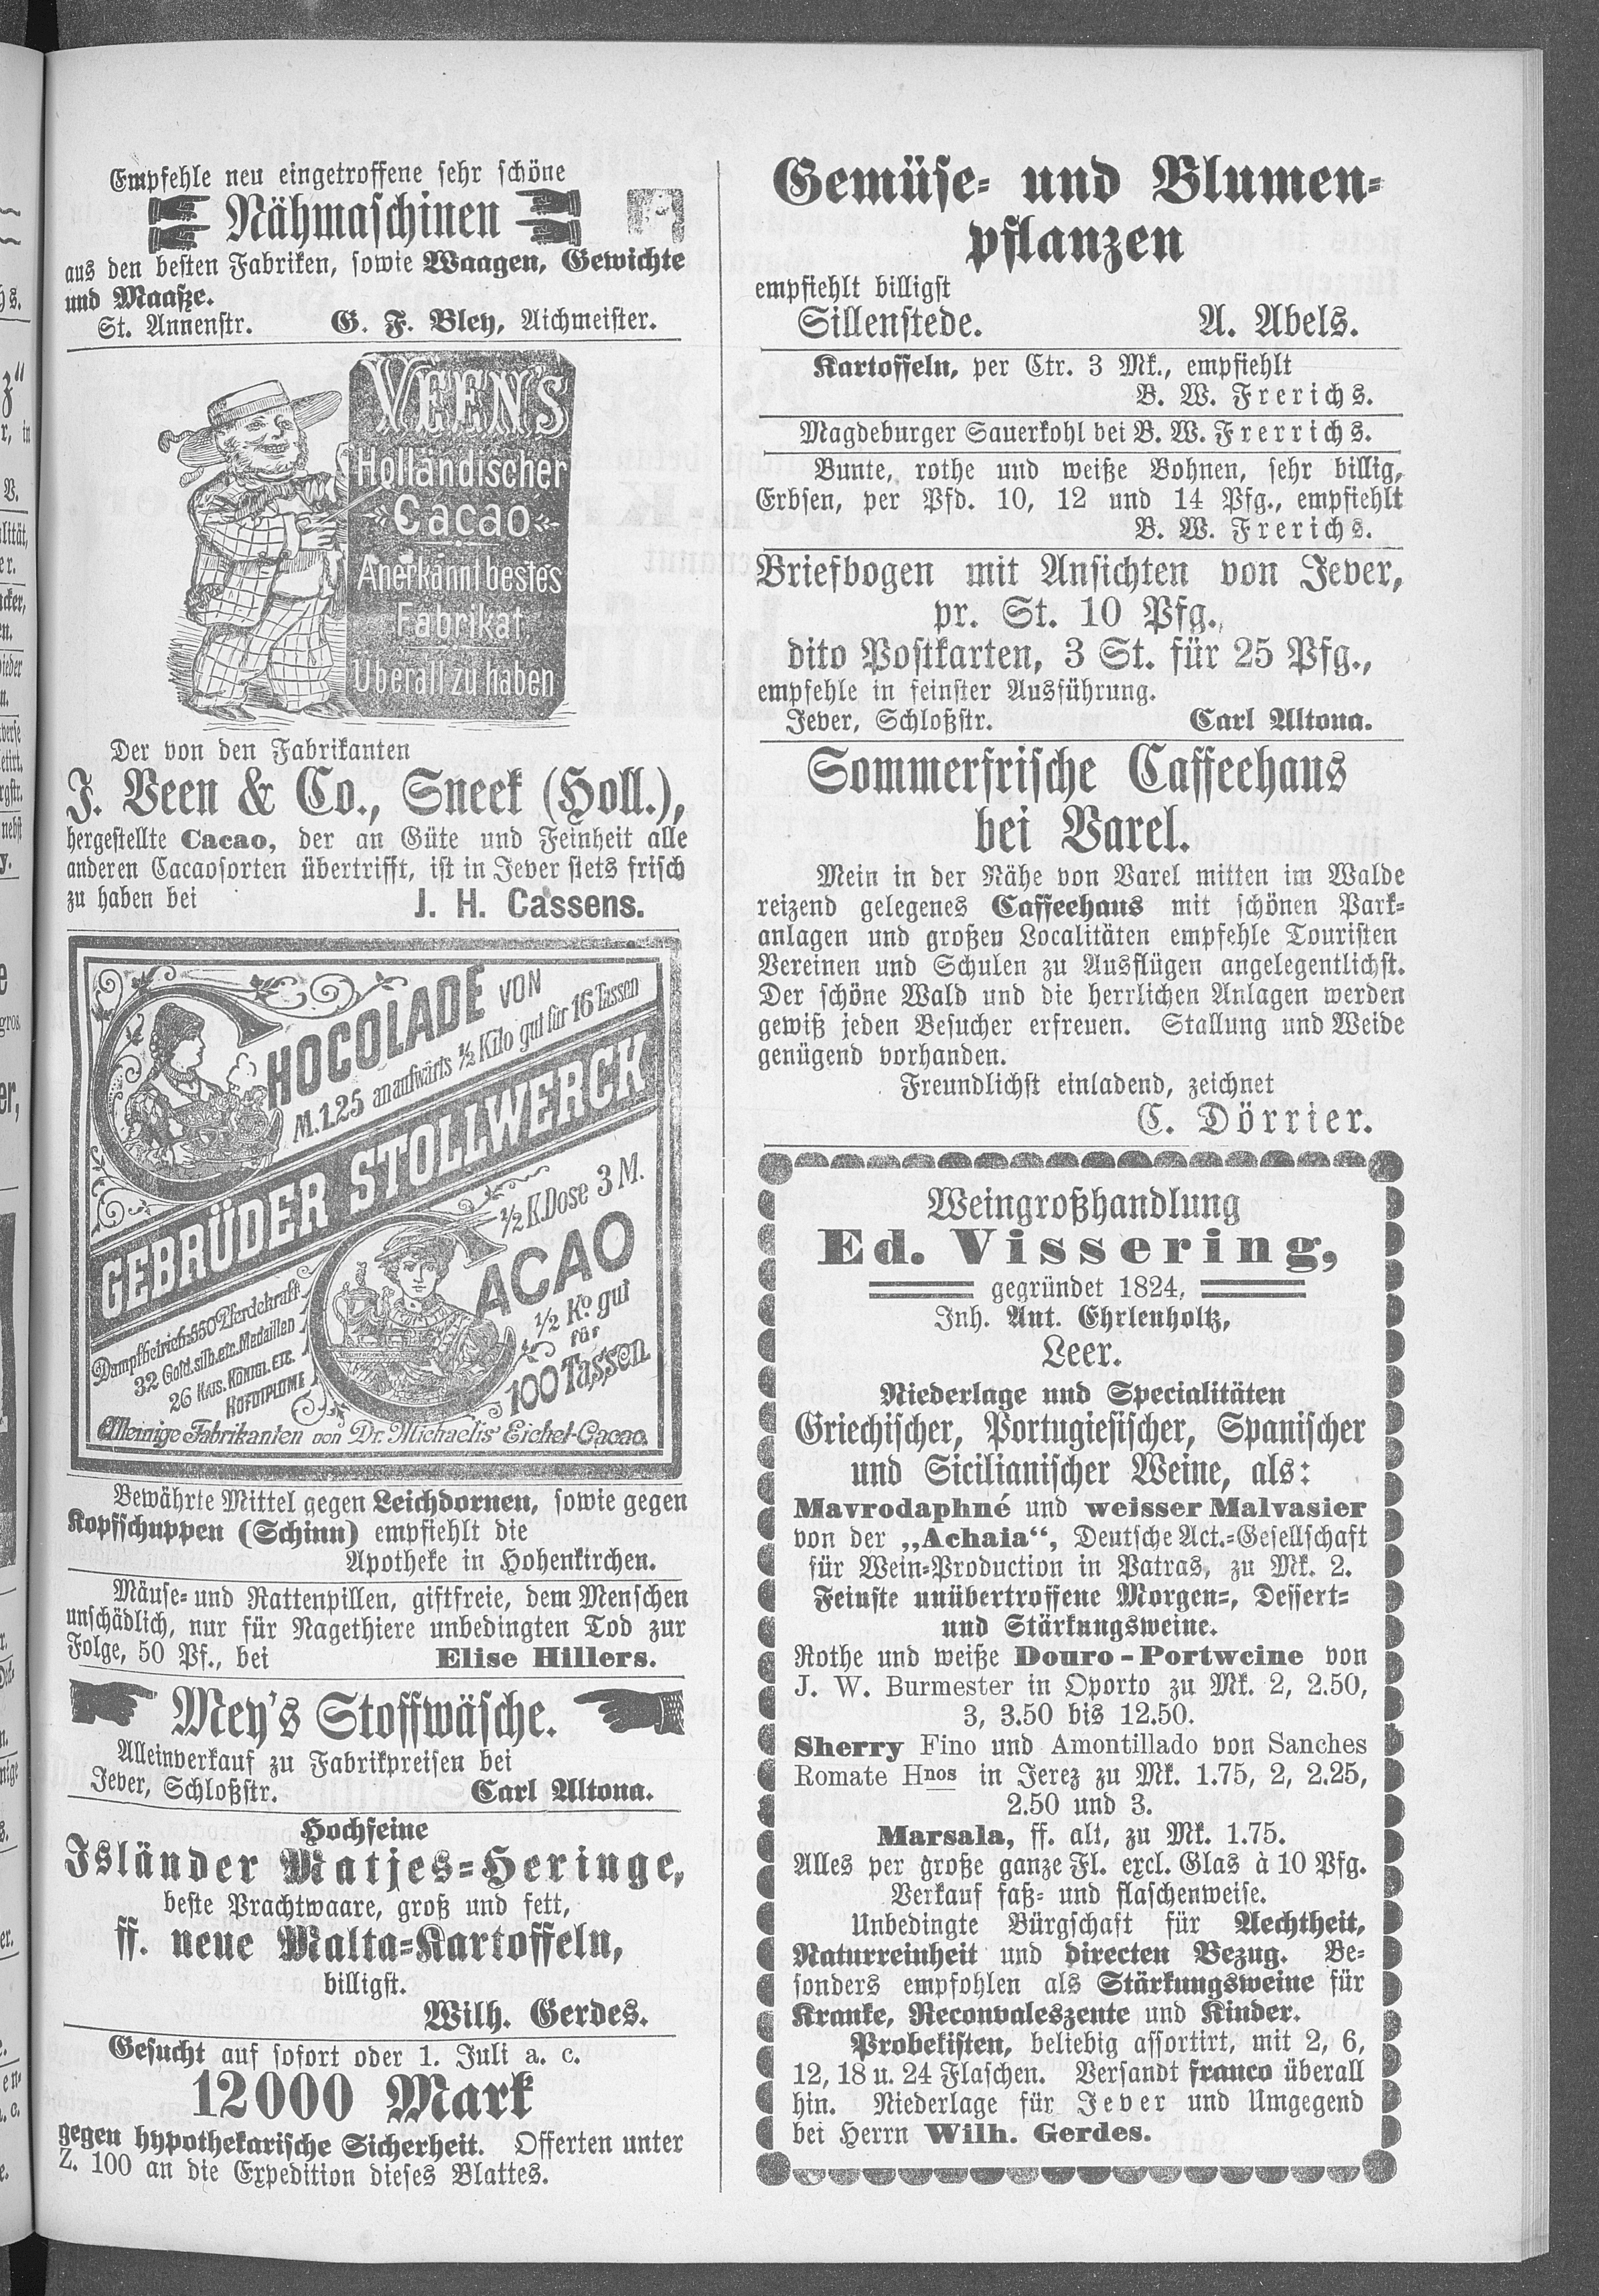 Empfehle neu eingetroffene sehr schöne
Nähmaschinen
aus den besten Fabriken, sowie Waagen, Gewichte
und Maaße.
St. Annenstr. G. F. Bley, Aichmeister.
VEEN'S
Holländischer
Cacao
Anerkannt bestes
Fabrikat
Überall zu haben
Der von den Fabrikanten
J. Veen & Co., Sneek (Holl.),
hergestellte Cacao, der an Güte und Feinheit alle
anderen Cacaosorten übertrifft, ist in Jever stets frisch
zu haben bei J. H. Cassens.
CHOCOLADE VON
M. 1.25 an aufwärts ½ Kilo gut für 16 Tassen
GEBRÜDER STOLLWERCK
½ K. Dose 3 M.
CACAO
½ Ko. gut
für
100 Tassen
Dampfbetrieb: 550 Pferdekraft
32 Gold. silb. etc. Medaillen
26 KAIS. KÖNIGL. ETC.
HOFDIPLOME
Alleinige Fabrikanten von Dr. Michaelis' Eichel-Cacao.
Bewährte Mittel gegen Leichdornen, sowie gegen
Kopfschuppen (Schinn) empfiehlt die
Apotheke in Hohenkirchen.
Mäuse- und Rattenpillen, giftfreie, dem Menschen
unschädlich, nur für Nagethiere unbedingten Tod zur
Folge, 50 Pf., bei Elise Hillers.
Mey's Stoffwäsche.
Alleinverkauf zu Fabrikpreisen bei
Jever, Schloßstr. Carl Altona.
Hochfeine
Isländer Matjes-Heringe,
beste Prachtwaare, groß und fett,
ff. neue Malta-Kartoffeln,
billigst.
Wilh. Gerdes.
Gesucht auf sofort oder 1. Juli a. c.
12000 Mark
gegen hypothekarische Sicherheit. Offerten unter
Z. 100 an die Expedition dieses Blattes.
Gemüse- und Blumen-
pflanzen
empfiehlt billigst
Sillenstede. A. Abels.
Kartoffeln, per Ctr. 3 Mk., empfiehlt
B. W. Frerichs.
Magdeburger Sauerkohl bei B. W. Frerrichs.
Bunte, rothe und weiße Bohnen, sehr billig,
Erbsen, per Pfd. 10, 12 und 14 Pfg., empfiehlt
B. W. Frerichs.
Briefbogen mit Ansichten von Jever,
pr. St. 10 Pfg.,
dito Postkarten, 3 St. für 25 Pfg.,
empfehle in feinster Ausführung.
Jever, Schloßstr. Carl Altona.
Sommerfrische Caffeehaus
bei Varel.
Mein in der Nähe von Varel mitten im Walde
reizend gelegenes Caffeehaus mit schönen Park-
anlagen und großen Localitäten empfehle Touristen
Vereinen und Schulen zu Ausflügen angelegentlichst.
Der schöne Wald und die herrlichen Anlagen werden
gewiß jeden Besucher erfreuen. Stallung und Weide
genügend vorhanden.
Freundlichst einladend, zeichnet
C. Dörrier.
Weingroßhandlung
Ed. Vissering,
gegründet 1824,
Inh. Ant. Ehrlenholtz,
Leer.
Niederlage und Specialitäten
Griechischer, Portugiesischer, Spanischer
und Sicilianischer Weine, als:
Mavrodaphné und weisser Malvasier
von der „Achaia“, Deutsche Act.-Gesellschaft
für Wein-Production in Patras, zu Mk. 2.
Feinste unübertroffene Morgen-, Dessert-
und Stärkungsweine.
Rothe und weiße Douro-Portweine von
J. W. Burmester in Oporto zu Mk. 2, 2.50,
3, 3.50 bis 12.50.
Sherry Fino und Amontillado von Sanches
Romate Hnos in Jerez zu Mk. 1.75, 2, 2.25,
2.50 und 3.
Marsala, ff. alt, zu Mk. 1.75.
Alles per große ganze Fl. excl. Glas à 10 Pfg.
Verkauf faß- und flaschenweise.
Unbedingte Bürgschaft für Aechtheit,
Naturreinheit und directen Bezug. Be-
sonders empfohlen als Stärkungsweine für
Kranke, Reconvaleszente und Kinder.
Probekisten, beliebig assortirt, mit 2, 6,
12, 18 u. 24 Flaschen. Versandt franco überall
hin. Niederlage für Jever und Umgegend
bei Herrn Wilh. Gerdes.